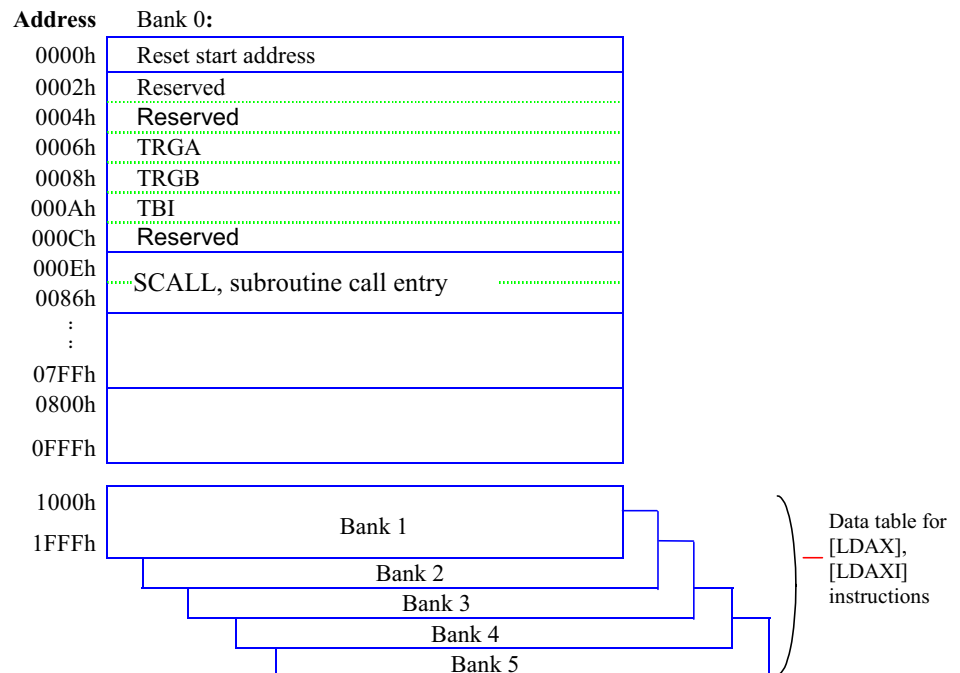 Address Bank 0:
0000h Reset start address
0002h Reserved
0004h Reserved
0006h TRGA
0008h TRGB
000Ah TBI
000Ch Reserved
000Eh
SCALL, subroutine call entry
0086h
:
:
07FFh
0800h
0FFFh
1000h
Bank 1
1FFFh
Bank 2
Bank 3
Bank 4
Bank 5
Data table for
[LDAX],
[LDAXI]
instructions